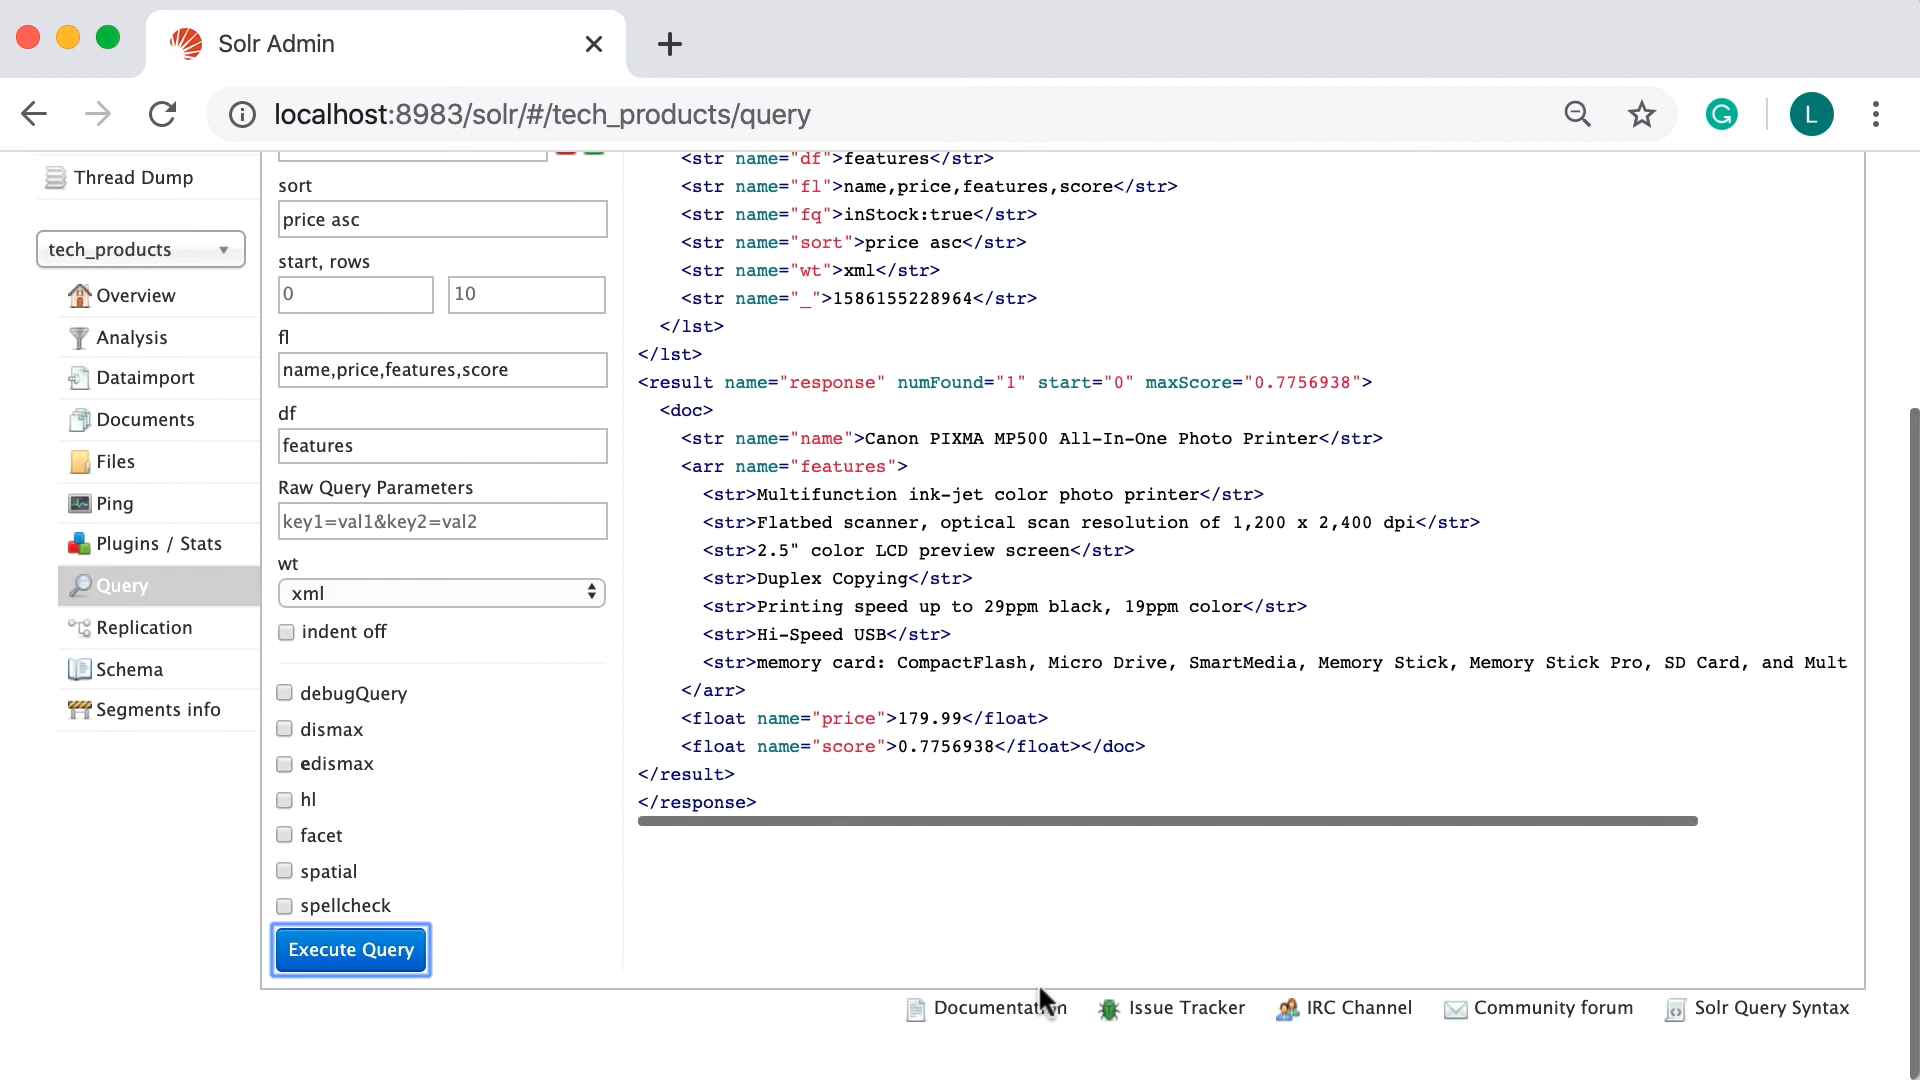 Solr Admin
localhost:8983/solr/#/tech_products/query
L
Thread Dump
tech_products
Overview
Analysis
Dataimport
Documents
Files
Ping
Plugins / Stats
Query
Replication
Schema
Segments info
sort
price asc
start, rows
0 10
fl
name,price,features,score
df
features
Raw Query Parameters
key1=val1&key2=val2
wt
xml
indent off
debugQuery
dismax
edismax
hl
facet
spatial
spellcheck
Execute Query
<str name="df">features</str>
<str name="fl">name,price,features,score</str>
<str name="fq">inStock:true</str>
<str name="sort">price asc</str>
<str name="wt">xml</str>
<str name="_">1586155228964</str>
</lst>
</lst>
<result name="response" numFound="1" start="0" maxScore="0.7756938">
<doc>
<str name="name">Canon PIXMA MP500 All-In-One Photo Printer</str>
<arr name="features">
<str>Multifunction ink-jet color photo printer</str>
<str>Flatbed scanner, optical scan resolution of 1,200 x 2,400 dpi</str>
<str>2.5" color LCD preview screen</str>
<str>Duplex Copying</str>
<str>Printing speed up to 29ppm black, 19ppm color</str>
<str>Hi-Speed USB</str>
<str>memory card: CompactFlash, Micro Drive, SmartMedia, Memory Stick, Memory Stick Pro, SD Card, and Mult
</arr>
<float name="price">179.99</float>
<float name="score">0.7756938</float></doc>
</result>
</response>
Documentation Issue Tracker IRC Channel Community forum Solr Query Syntax